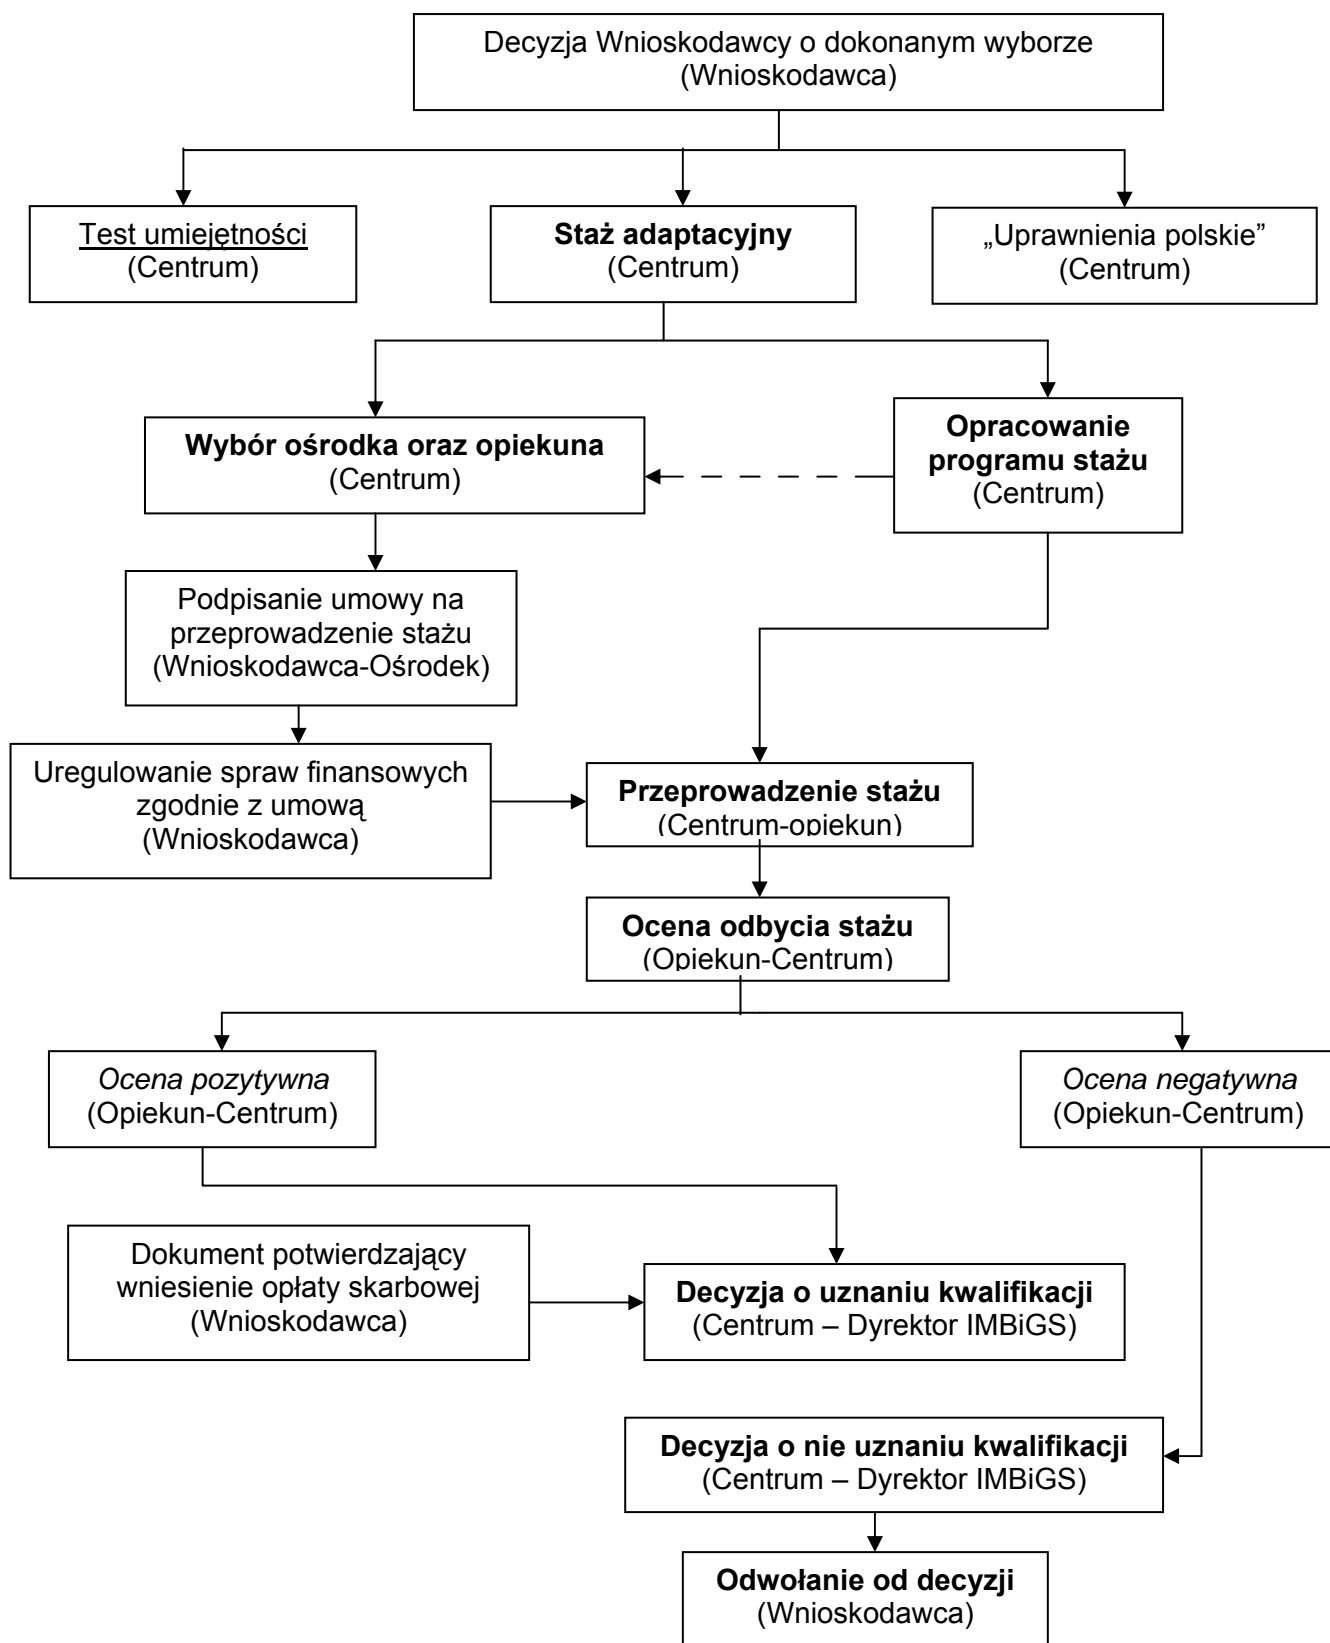 Decyzja Wnioskodawcy o dokonanym wyborze
(Wnioskodawca)
Test umiejętności
(Centrum)
Staż adaptacyjny
(Centrum)
„Uprawnienia polskie”
(Centrum)
Wybór ośrodka oraz opiekuna
(Centrum)
Opracowanie
programu stażu
(Centrum)
Podpisanie umowy na
przeprowadzenie stażu
(Wnioskodawca-Ośrodek)
Uregulowanie spraw finansowych
zgodnie z umową
(Wnioskodawca)
Przeprowadzenie stażu
(Centrum-opiekun)
Ocena odbycia stażu
(Opiekun-Centrum)
Ocena pozytywna
(Opiekun-Centrum)
Ocena negatywna
(Opiekun-Centrum)
Dokument potwierdzający
wniesienie opłaty skarbowej
(Wnioskodawca)
Decyzja o uznaniu kwalifikacji
(Centrum – Dyrektor IMBiGS)
Decyzja o nie uznaniu kwalifikacji
(Centrum – Dyrektor IMBiGS)
Odwołanie od decyzji
(Wnioskodawca)